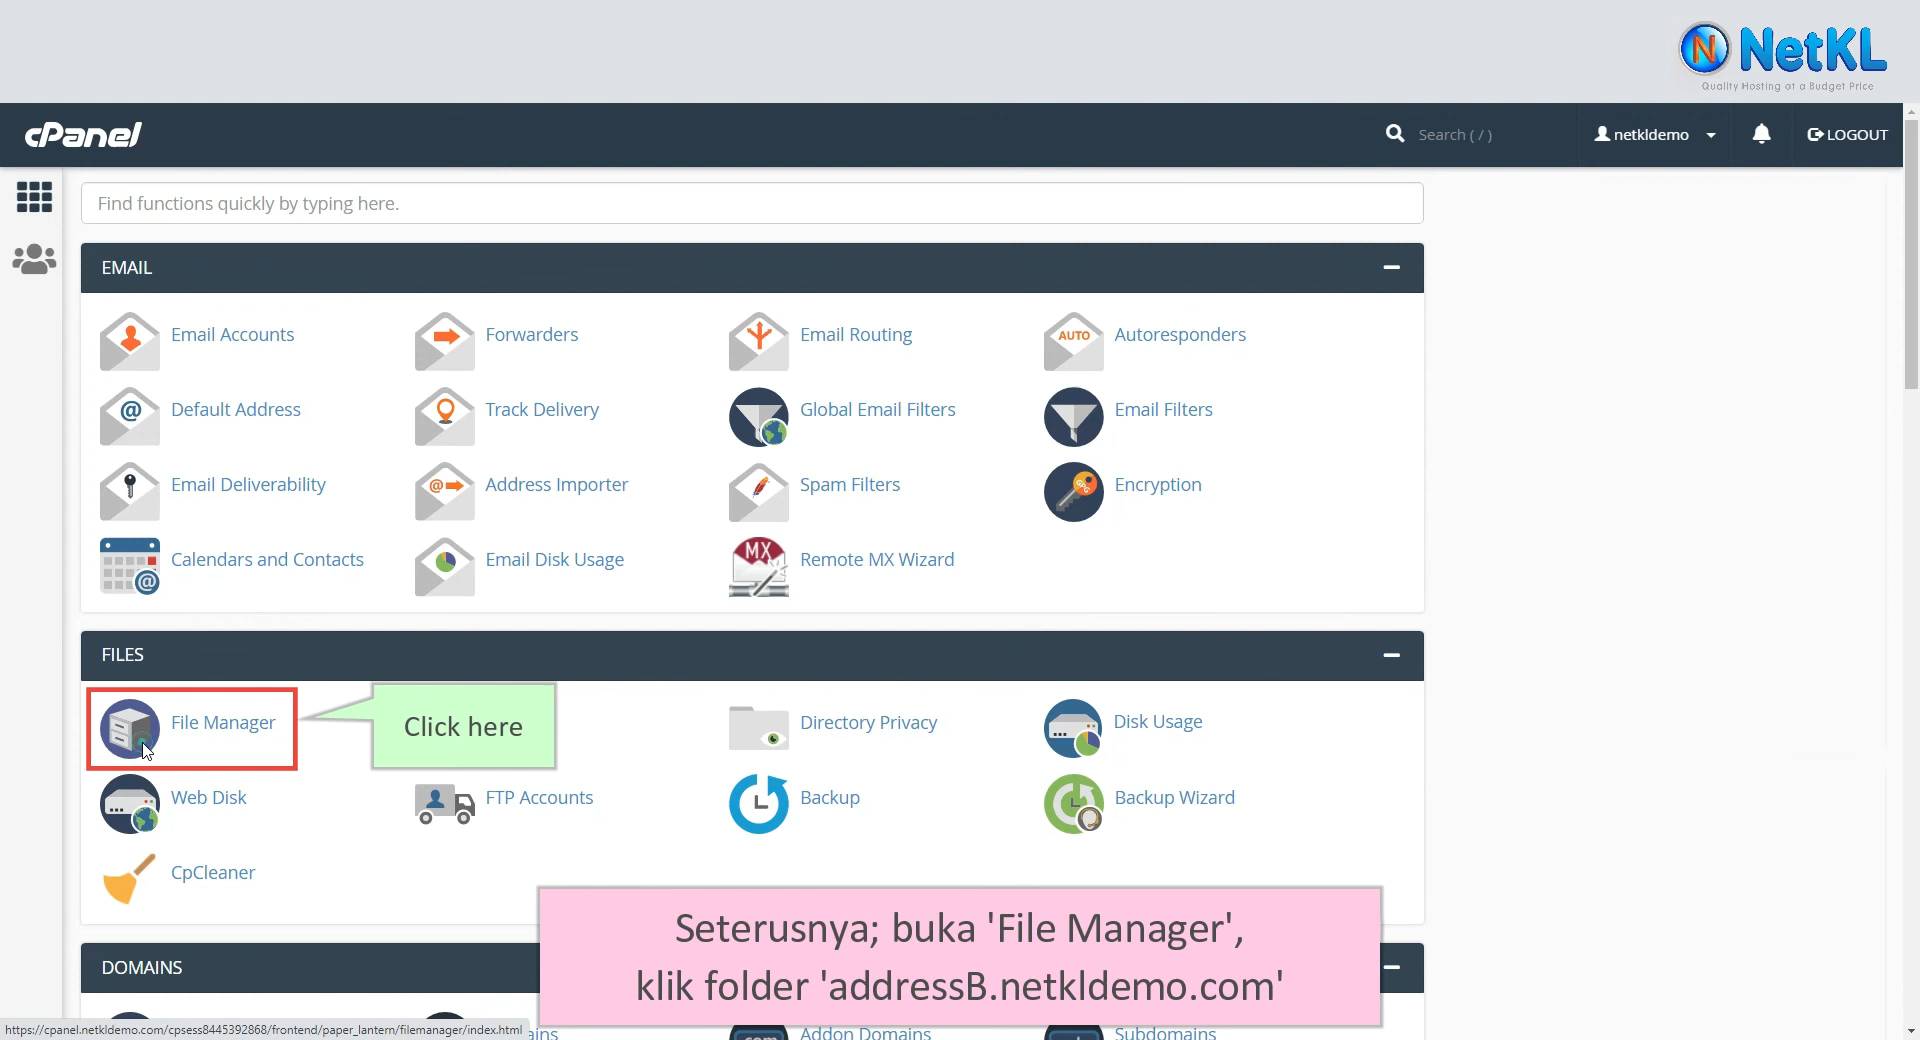 N NetKL
Quality Hosting at a Budget Price
cPanel
Search ( / )
netkldemo
LOGOUT
Find functions quickly by typing here.
EMAIL
Email Accounts
Forwarders
Email Routing
AUTO
Autoresponders
@
Default Address
Track Delivery
Global Email Filters
Email Filters
Email Deliverability
@
Address Importer
Spam Filters
GPG
Encryption
@
Calendars and Contacts
Email Disk Usage
MX
Remote MX Wizard
FILES
File Manager
Click here
Directory Privacy
Disk Usage
Web Disk
FTP Accounts
Backup
Backup Wizard
CpCleaner
Seterusnya; buka 'File Manager',
klik folder 'addressB.netkldemo.com'
DOMAINS
https://cpanel.netkldemo.com/cpsess8445392868/frontend/paper_lantern/filemanager/index.html
Addon Domains
Subdomains